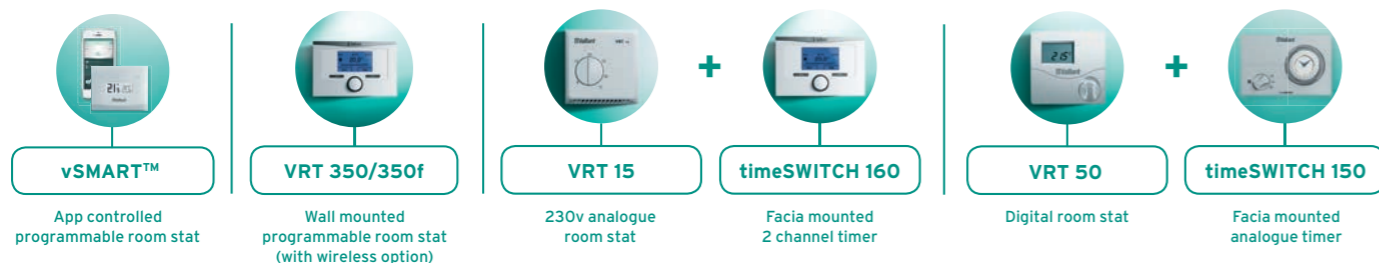 Vaillant
VRT
+
+
vSMART™
VRT 350/350f
VRT 15
timeSWITCH 160
VRT 50
timeSWITCH 150
App controlled
programmable room stat
Wall mounted
programmable room stat
(with wireless option)
230v analogue
room stat
Facia mounted
2 channel timer
Digital room stat
Facia mounted
analogue timer